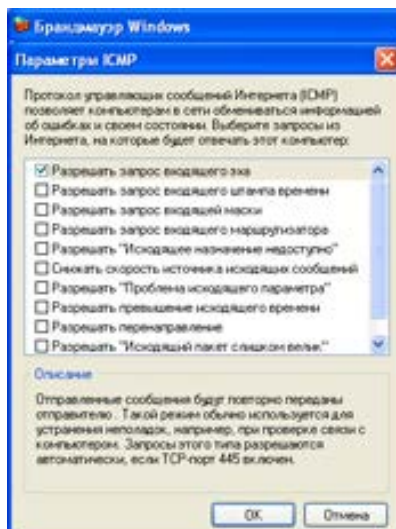 Брандмауэр Windows
Параметры ICMP
Протокол управляющих сообщений Интернета (ICMP)
позволяет компьютерам в сети обмениваться информацией
об ошибках и своем состоянии. Выберите запросы из
Интернета, на которые будет отвечать этот компьютер:
Разрешать запрос входящего эха
Разрешать запрос входящего штампа времени
Разрешать запрос входящей маски
Разрешать запрос входящего маршрутизатора
Разрешать "Исходящее назначение недоступно"
Снижать скорость источника исходящих сообщений
Разрешать "Проблема исходящего параметра"
Разрешать превышение исходящего времени
Разрешать перенаправление
Разрешать "Исходящий пакет слишком велик"
Описание
Отправленные сообщения будут повторно переданы
отправителю. Такой режим обычно используется для
устранения неполадок, например, при проверке связи с
компьютером. Запросы этого типа разрешаются
автоматически, если TCP-порт 445 включен.
OK
Отмена